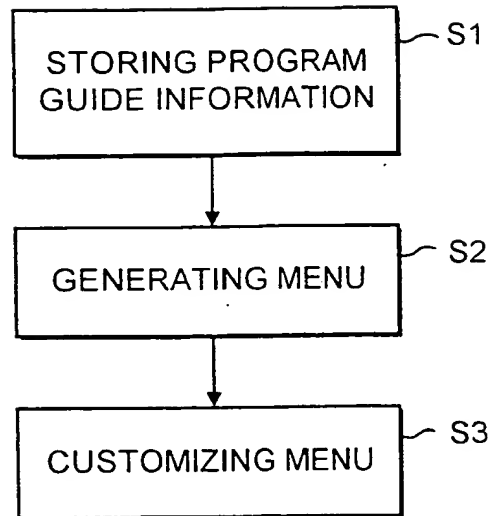 STORING PROGRAM
GUIDE INFORMATION
S1
GENERATING MENU
S2
CUSTOMIZING MENU
S3